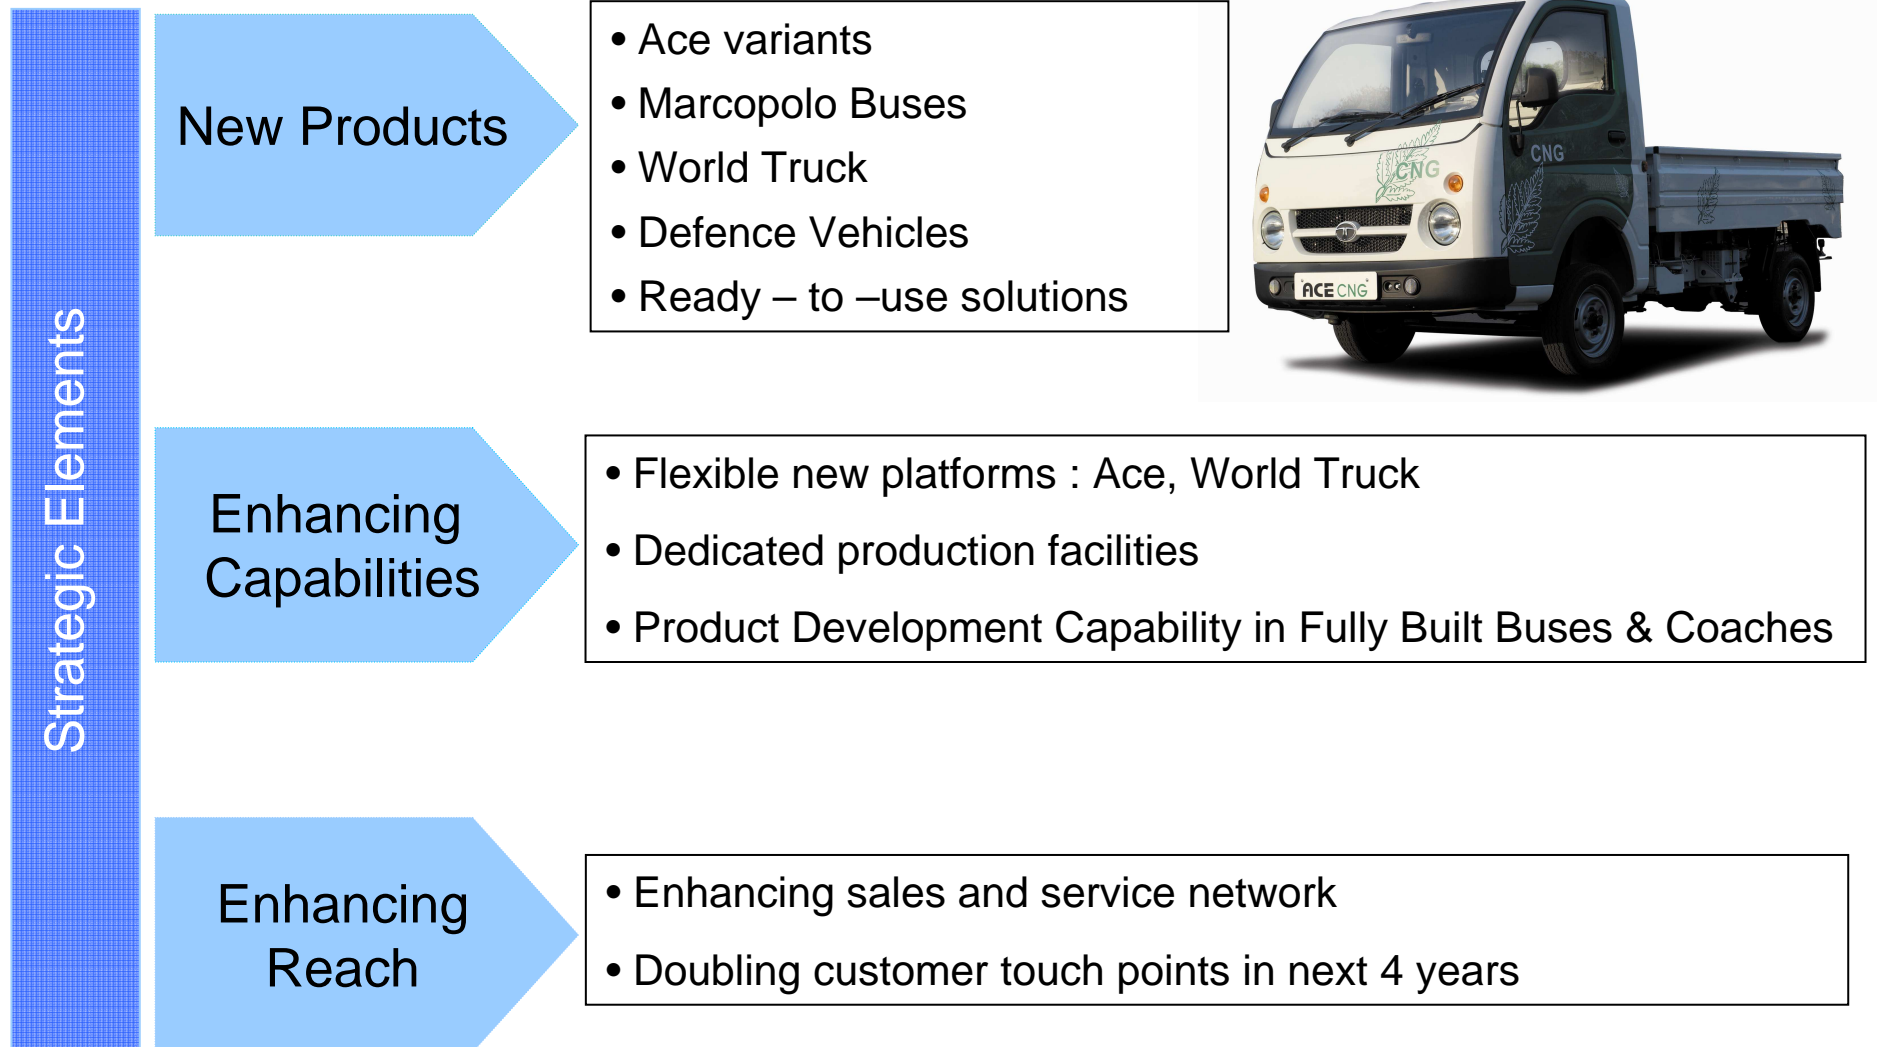 Strategic Elements
New Products
• Ace variants
• Marcopolo Buses
• World Truck
• Defence Vehicles
• Ready – to –use solutions
CNG
CNG
ACE CNG
Enhancing
Capabilities
• Flexible new platforms : Ace, World Truck
• Dedicated production facilities
• Product Development Capability in Fully Built Buses & Coaches
Enhancing
Reach
• Enhancing sales and service network
• Doubling customer touch points in next 4 years